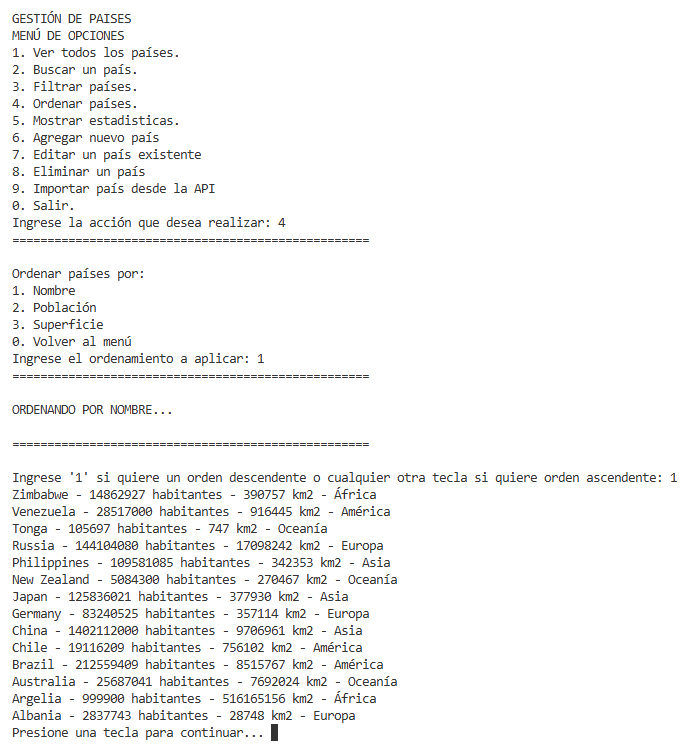 GESTIÓN DE PAISES
MENÚ DE OPCIONES
1. Ver todos los países.
2. Buscar un país.
3. Filtrar países.
4. Ordenar países.
5. Mostrar estadisticas.
6. Agregar nuevo país
7. Editar un país existente
8. Eliminar un país
9. Importar país desde la API
0. Salir.
Ingrese la acción que desea realizar: 4
===================================================
Ordenar países por:
1. Nombre
2. Población
3. Superficie
0. Volver al menú
Ingrese el ordenamiento a aplicar: 1
===================================================
ORDENANDO POR NOMBRE...
===================================================
Ingrese '1' si quiere un orden descendente o cualquier otra tecla si quiere orden ascendente: 1
Zimbabwe - 14862927 habitantes - 390757 km2 - África
Venezuela - 28517000 habitantes - 916445 km2 - América
Tonga - 105697 habitantes - 747 km2 - Oceanía
Russia - 144104080 habitantes - 17098242 km2 - Europa
Philippines - 109581085 habitantes - 342353 km2 - Asia
New Zealand - 5084300 habitantes - 270467 km2 - Oceanía
Japan - 125836021 habitantes - 377930 km2 - Asia
Germany - 83240525 habitantes - 357114 km2 - Europa
China - 1402112000 habitantes - 9706961 km2 - Asia
Chile - 19116209 habitantes - 756102 km2 - América
Brazil - 212559409 habitantes - 8515767 km2 - América
Australia - 25687041 habitantes - 7692024 km2 - Oceanía
Argelia - 999900 habitantes - 516165156 km2 - África
Albania - 2837743 habitantes - 28748 km2 - Europa
Presione una tecla para continuar...